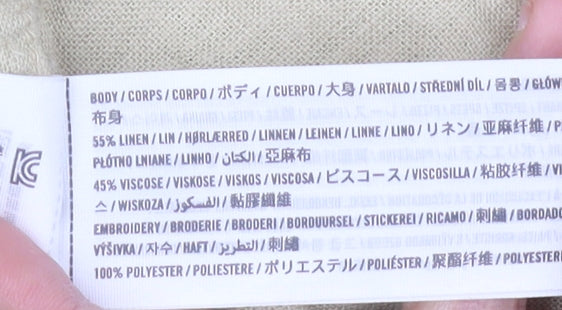 BODY / CORPS / CORPO / ボディ / CUERPO / 大身 / VARTALO / STŘEDNÍ DÍL / 몸통 / GŁÓW
布身
55% LINEN / LIN / HØRLÆRRED / LINNEN / LEINEN / LINNE / LINO / リネン / 亚麻纤维 /
PŁÓTNO LNIANE / LINHO / الكتان / 亞麻布
45% VISCOSE / VISKOSE / VISKOS / VISCOSA / ビスコース / VISCOSILLA / 粘胶纤维 /
스 / WISKOZA / الفسكوز / 黏膠纖維
EMBROIDERY / BRODERIE / BRODERI / BORDUURSEL / STICKEREI / RICAMO / 刺繍 / BORDADO
VÝŠIVKA / 자수 / HAFT / التطريز / 刺繡
100% POLYESTER / POLIESTERE / ポリエステル / POLIÉSTER / 聚酯纤维 / POLYESTER